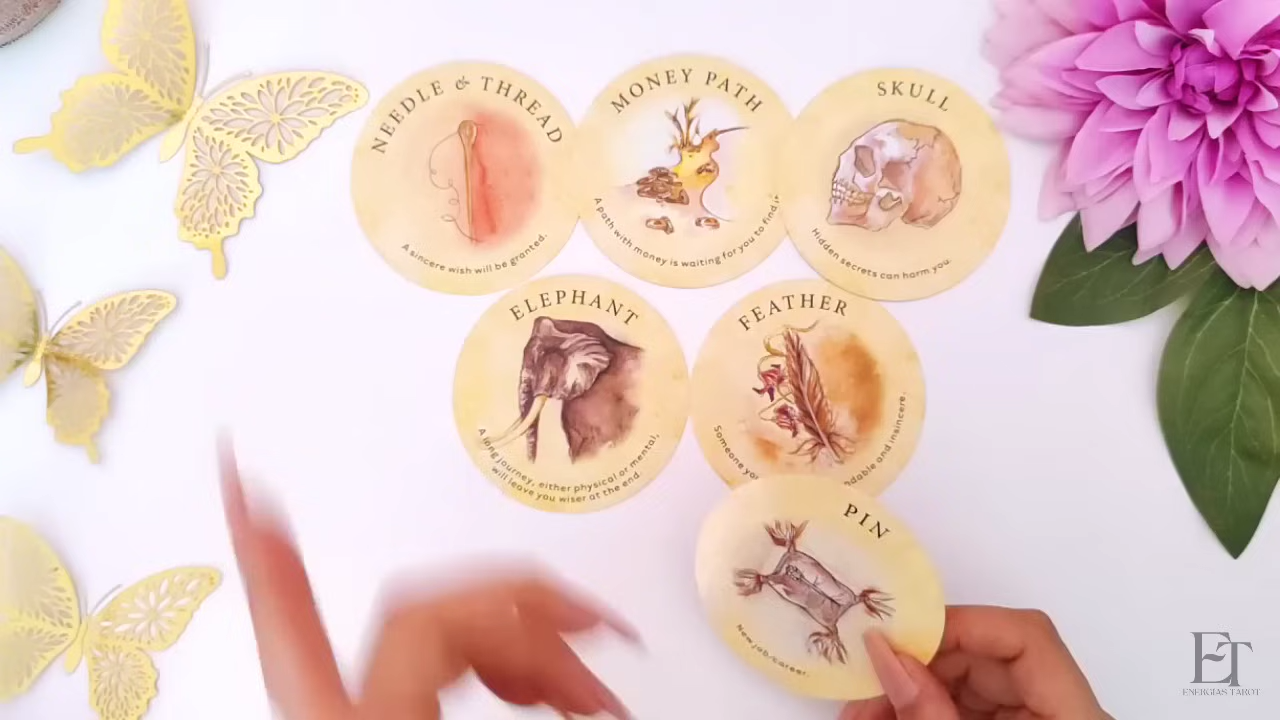 NEEDLE & THREAD
A sincere wish will be granted.
MONEY PATH
A path with money is waiting for you to find it
SKULL
Hidden secrets can harm you.
ELEPHANT
A long journey, either physical or mental,
will leave you wiser at the end.
FEATHER
Someone you
ndable and insincere.
PIN
New job/career.
ET
ENERGIAS TAROT